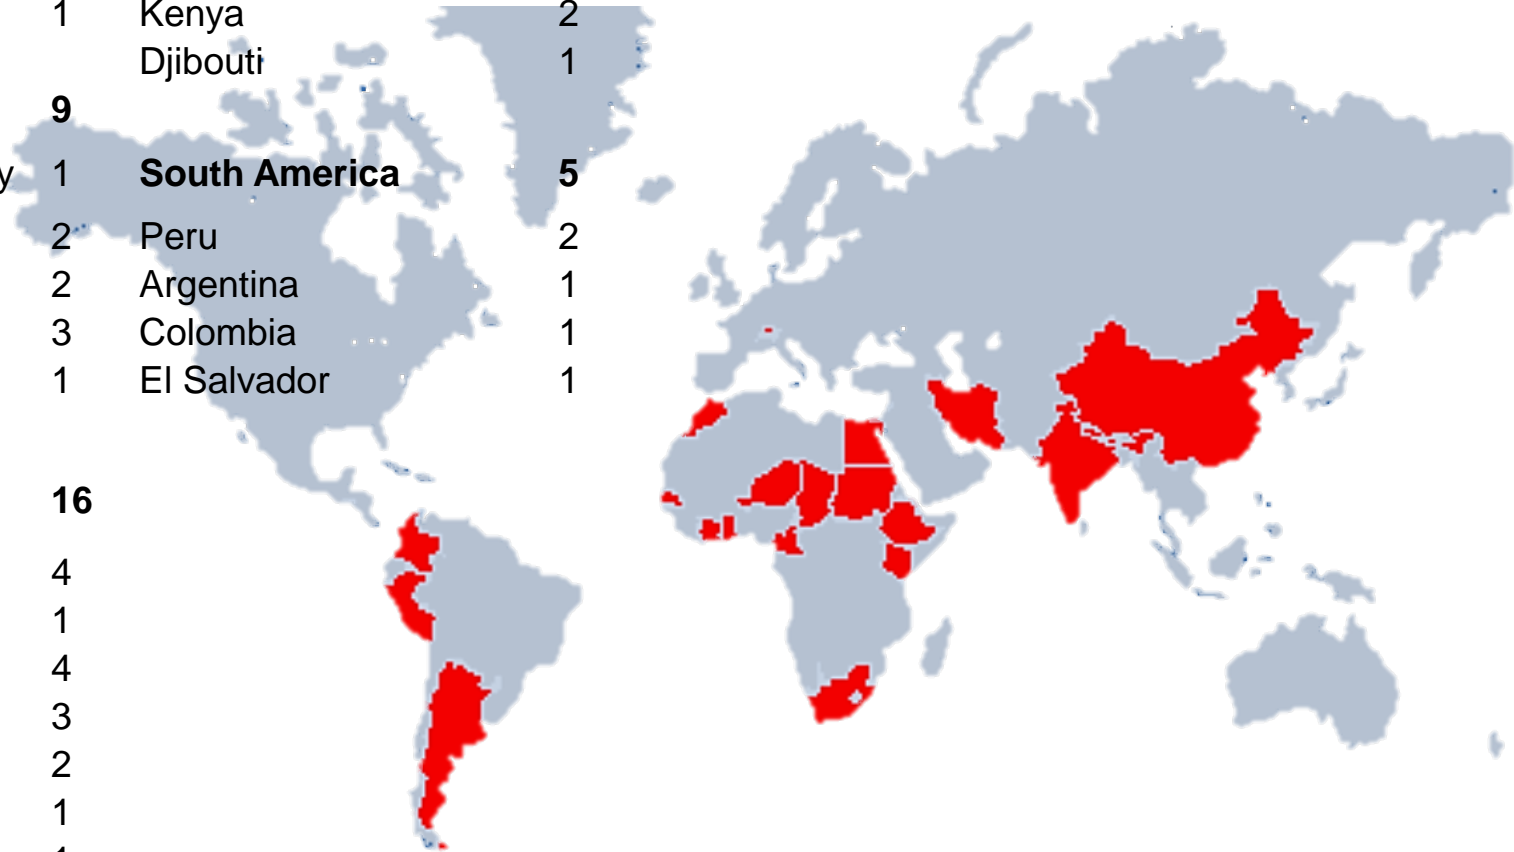 1 Kenya 2
Djibouti 1
9
y 1 South America 5
2 Peru 2
2 Argentina 1
3 Colombia 1
1 El Salvador 1
16
4
1
4
3
2
1